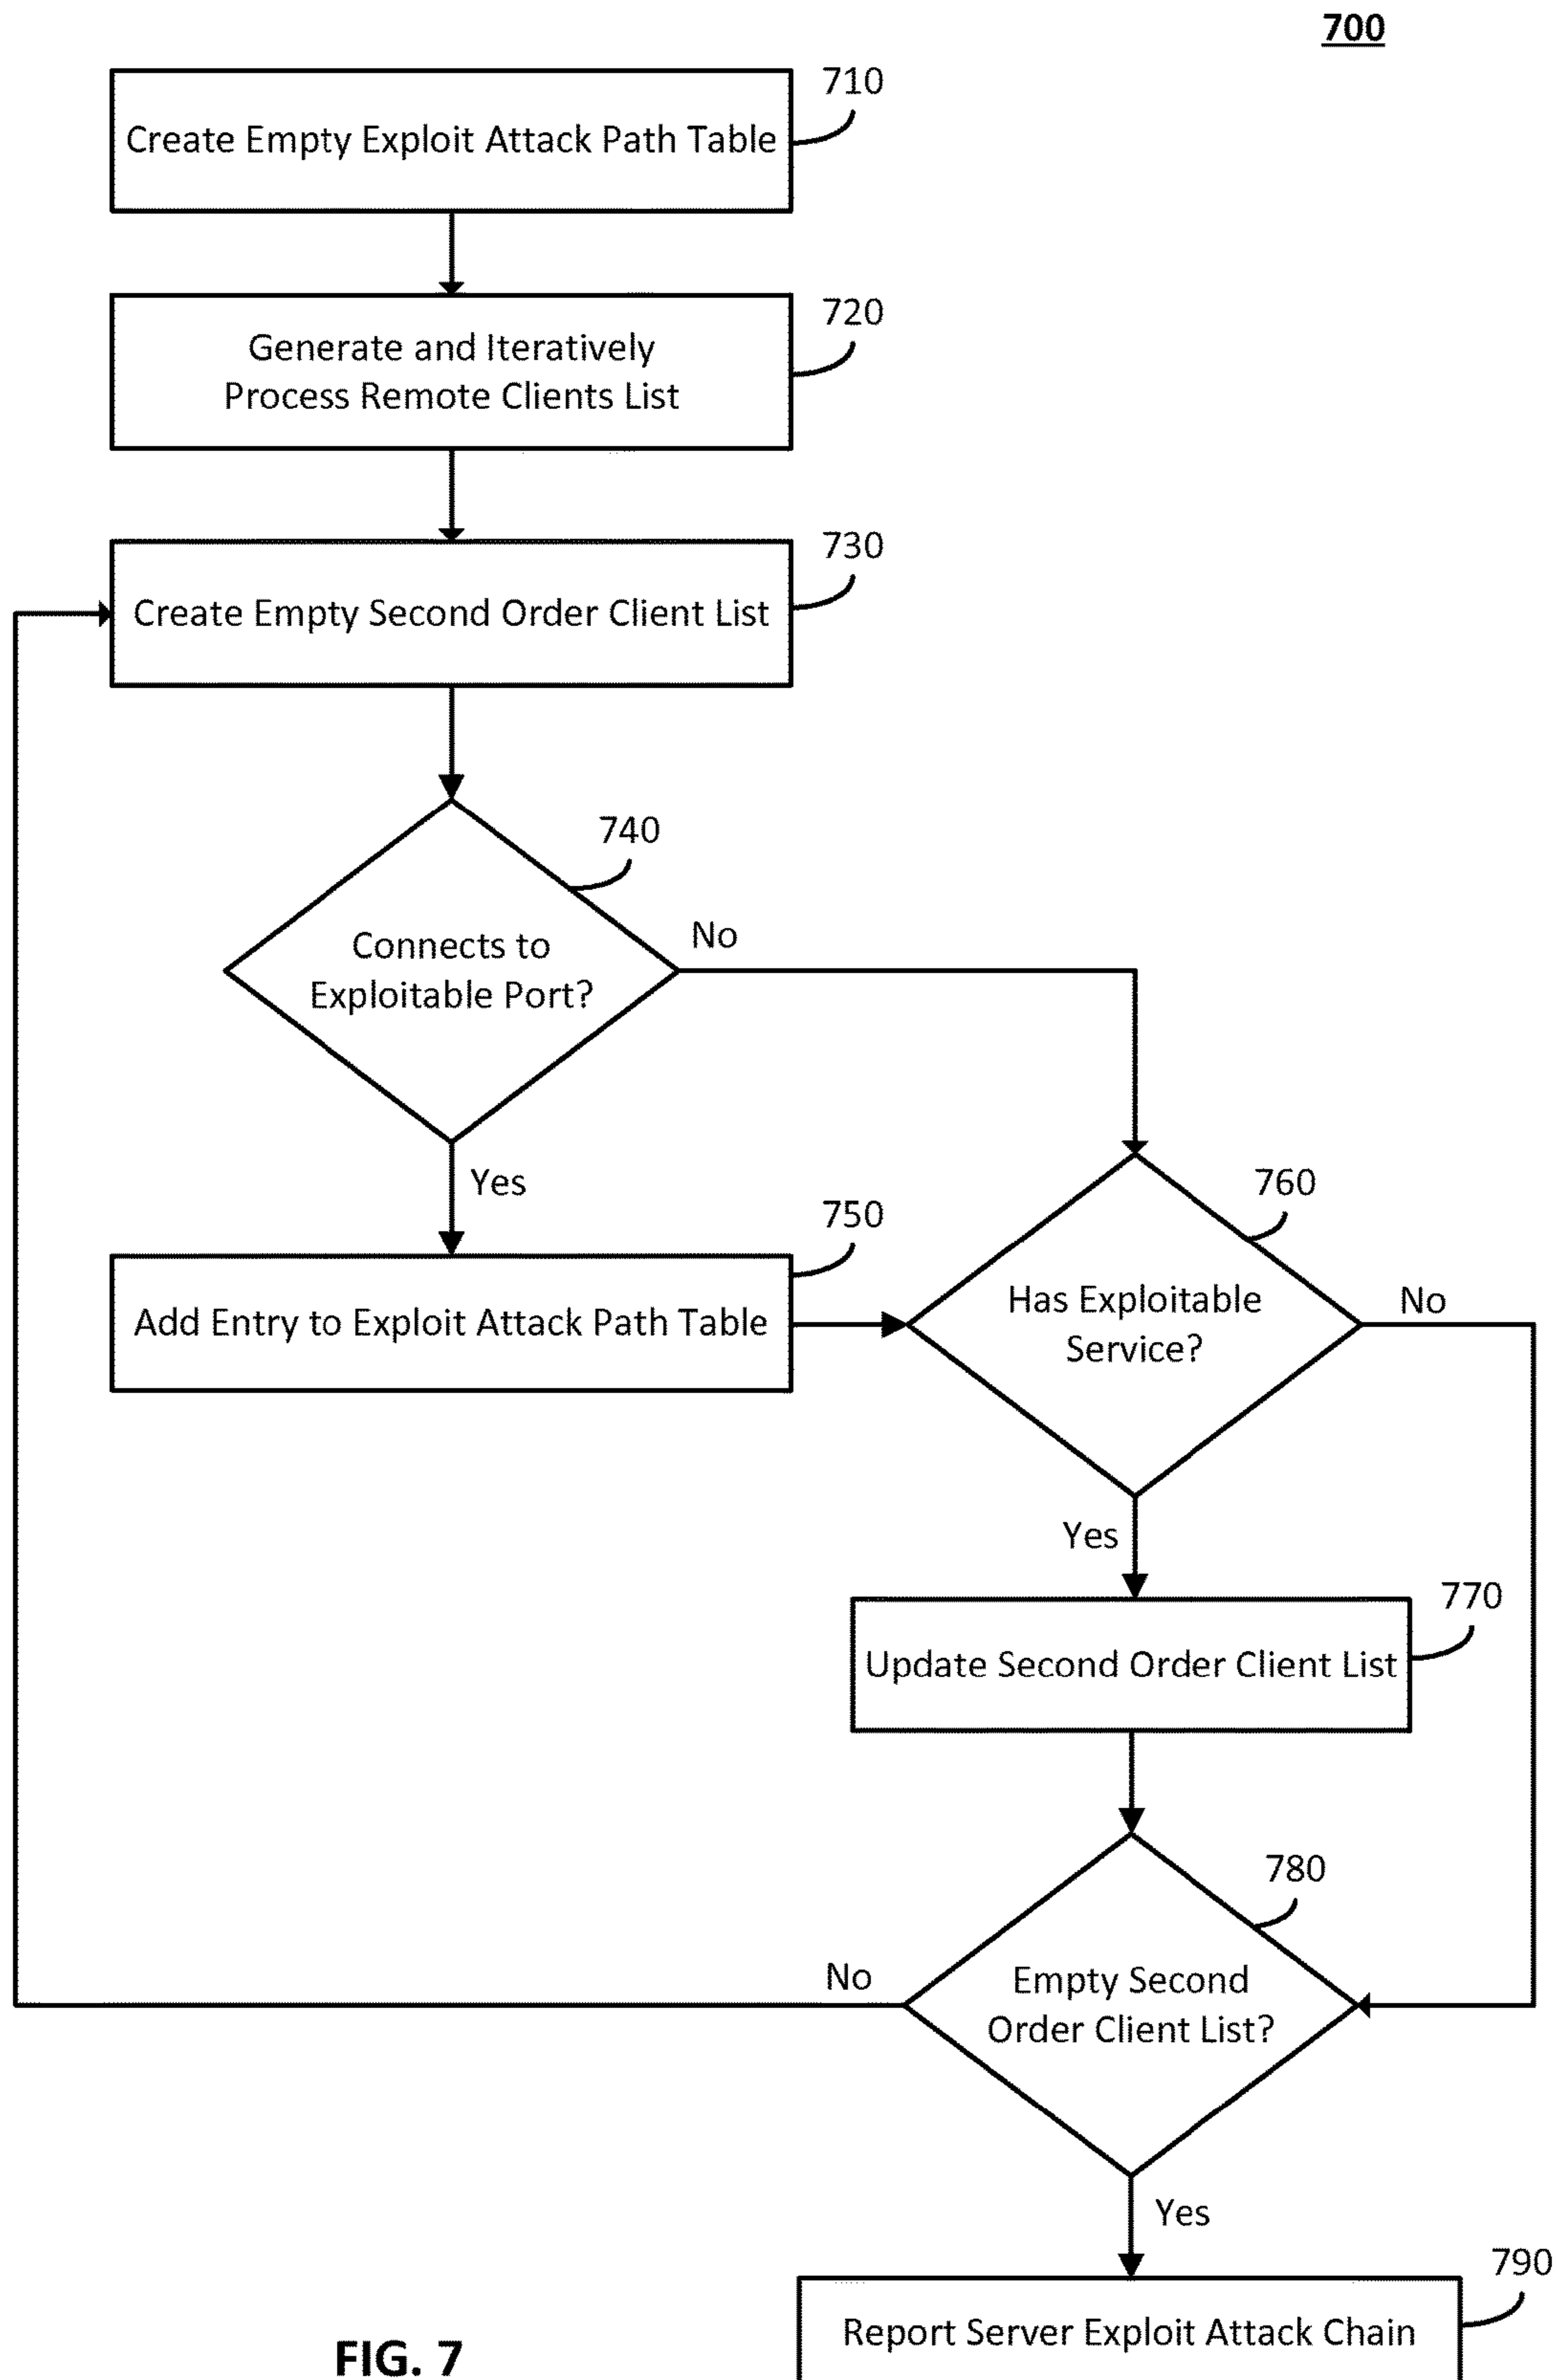 700
710
Create Empty Exploit Attack Path Table
720
Generate and Iteratively
Process Remote Clients List
730
Create Empty Second Order Client List
740
Connects to
Exploitable Port?
No
Yes
750
Add Entry to Exploit Attack Path Table
760
Has Exploitable
Service?
No
Yes
770
Update Second Order Client List
780
Empty Second
Order Client List?
No
Yes
790
Report Server Exploit Attack Chain
FIG. 7